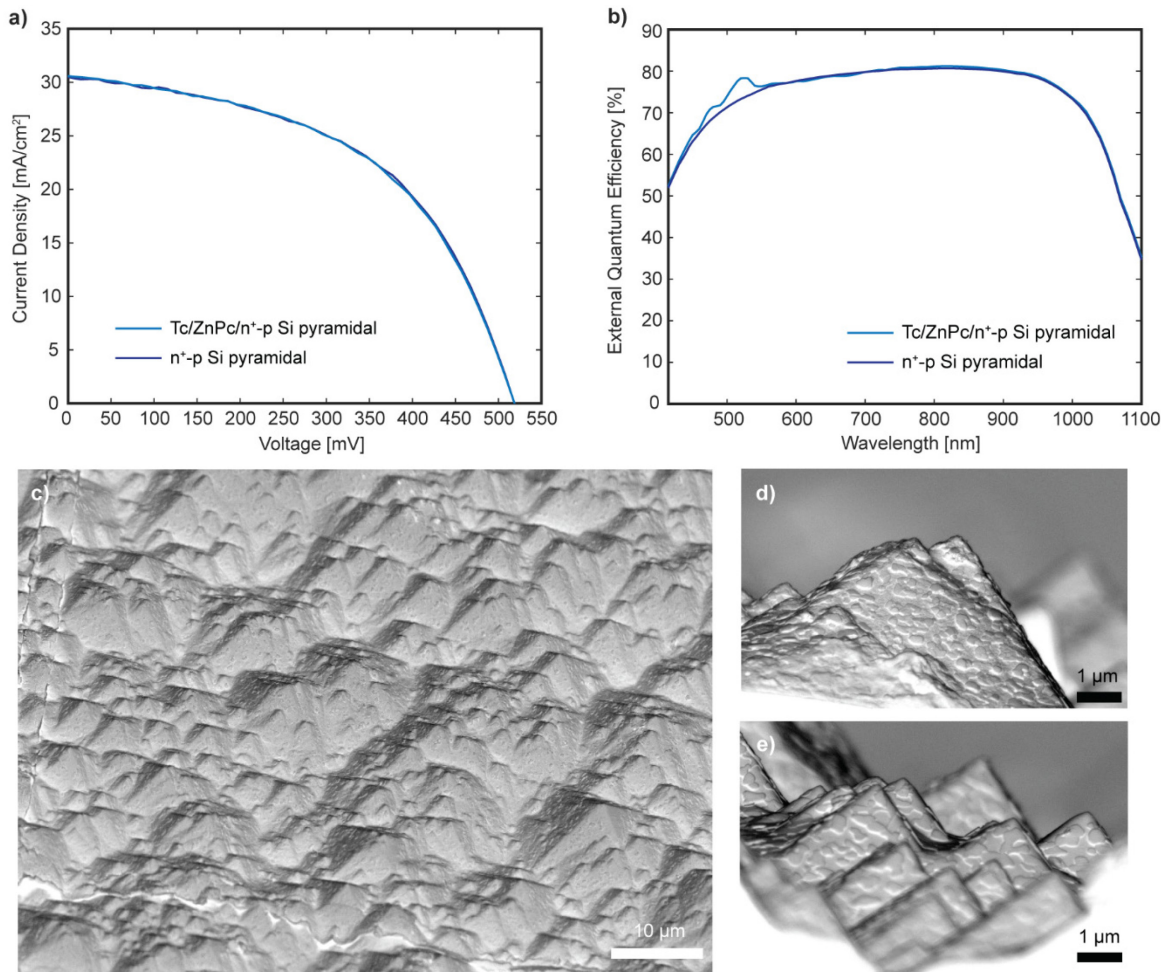 a)
Current Density [mA/cm²]
35
30
25
20
15
10
5
0
Tc/ZnPc/n⁺-p Si pyramidal
n⁺-p Si pyramidal
0 50 100 150 200 250 300 350 400 450 500 550
Voltage [mV]
b)
External Quantum Efficiency [%]
90
80
70
60
50
40
30
20
10
0
Tc/ZnPc/n⁺-p Si pyramidal
n⁺-p Si pyramidal
500 600 700 800 900 1000 1100
Wavelength [nm]
c)
10 µm
d)
1 µm
e)
1 µm